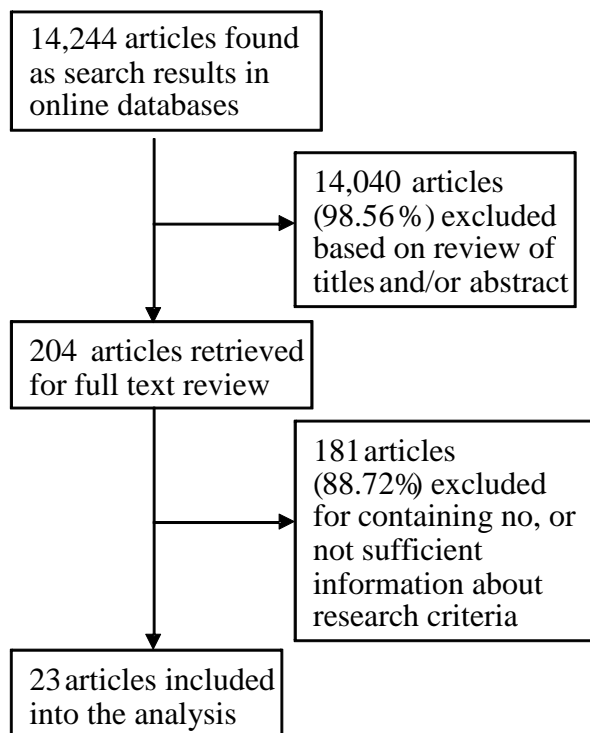 14,244 articles found
as search results in
online databases
14,040 articles
(98.56%) excluded
based on review of
titles and/or abstract
204 articles retrieved
for full text review
181 articles
(88.72%) excluded
for containing no, or
not sufficient
information about
research criteria
23 articles included
into the analysis